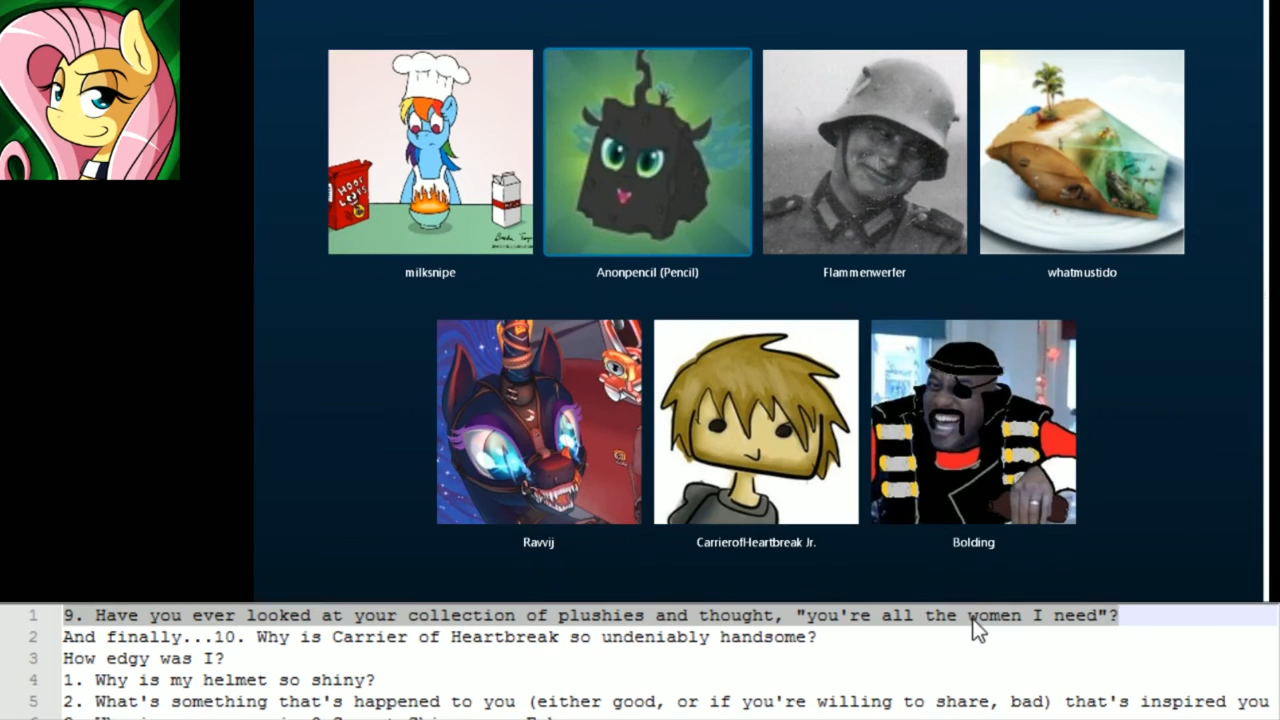 milksnipe
Anonpencil (Pencil)
Flammenwerfer
whatmustido
Ravvij
CarrierofHeartbreak Jr.
Bolding
1 9. Have you ever looked at your collection of plushies and thought, "you're all the women I need"?
2 And finally...10. Why is Carrier of Heartbreak so undeniably handsome?
3 How edgy was I?
4 1. Why is my helmet so shiny?
5 2. What's something that's happened to you (either good, or if you're willing to share, bad) that's inspired you